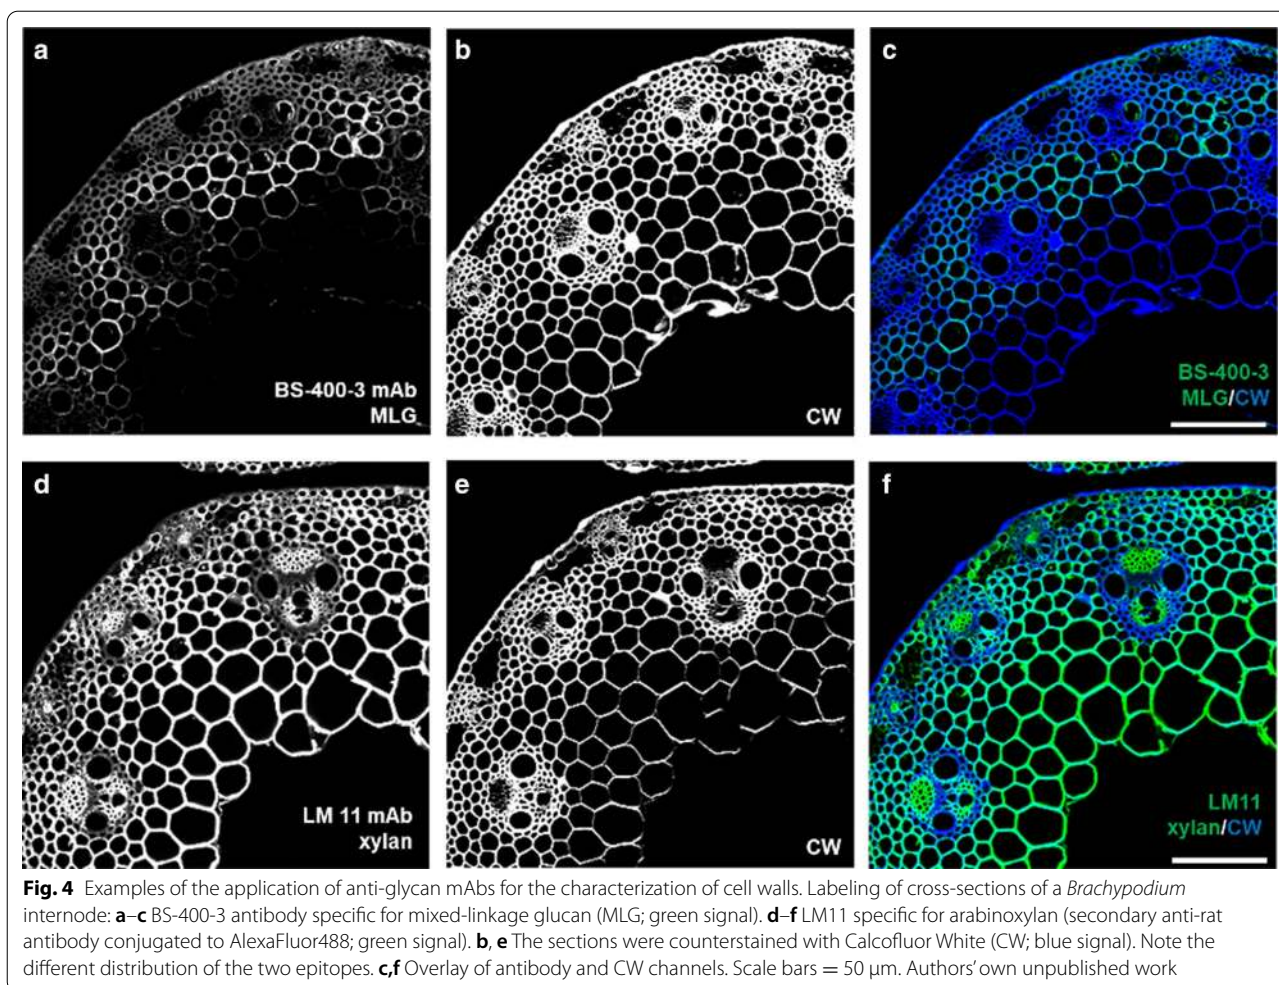 a
b
c
BS-400-3 mAb
MLG
CW
BS-400-3
MLG/CW
d
e
f
LM 11 mAb
xylan
CW
LM11
xylan/CW
Fig. 4 Examples of the application of anti-glycan mAbs for the characterization of cell walls. Labeling of cross-sections of a Brachypodium
internode: a–c BS-400-3 antibody specific for mixed-linkage glucan (MLG; green signal). d–f LM11 specific for arabinoxylan (secondary anti-rat
antibody conjugated to AlexaFluor488; green signal). b, e The sections were counterstained with Calcofluor White (CW; blue signal). Note the
different distribution of the two epitopes. c,f Overlay of antibody and CW channels. Scale bars = 50 μm. Authors' own unpublished work